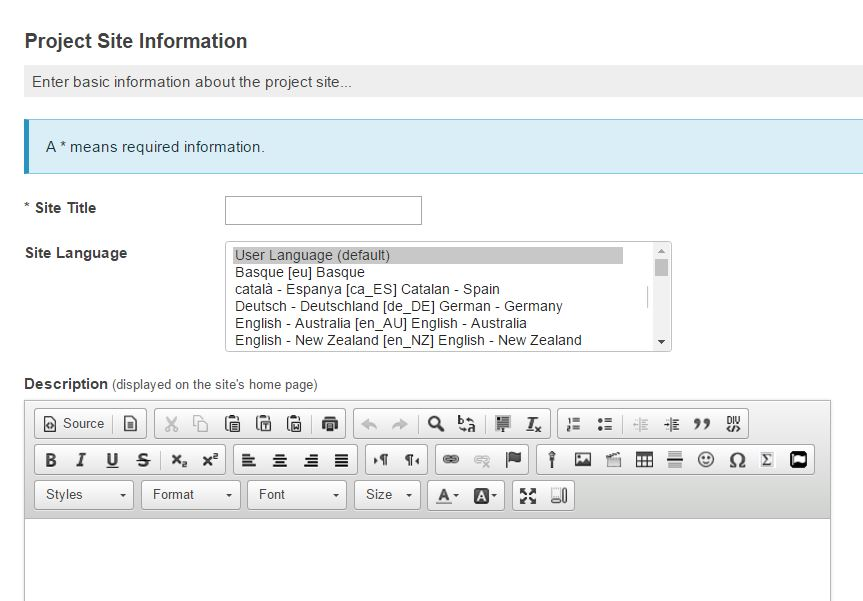 Project Site Information
Enter basic information about the project site...
A * means required information.
* Site Title
Site Language
User Language (default)
Basque [eu] Basque
català - Espanya [ca_ES] Catalan - Spain
Deutsch - Deutschland [de_DE] German - Germany
English - Australia [en_AU] English - Australia
English - New Zealand [en_NZ] English - New Zealand
Description (displayed on the site's home page)
Source
Styles Format Font Size